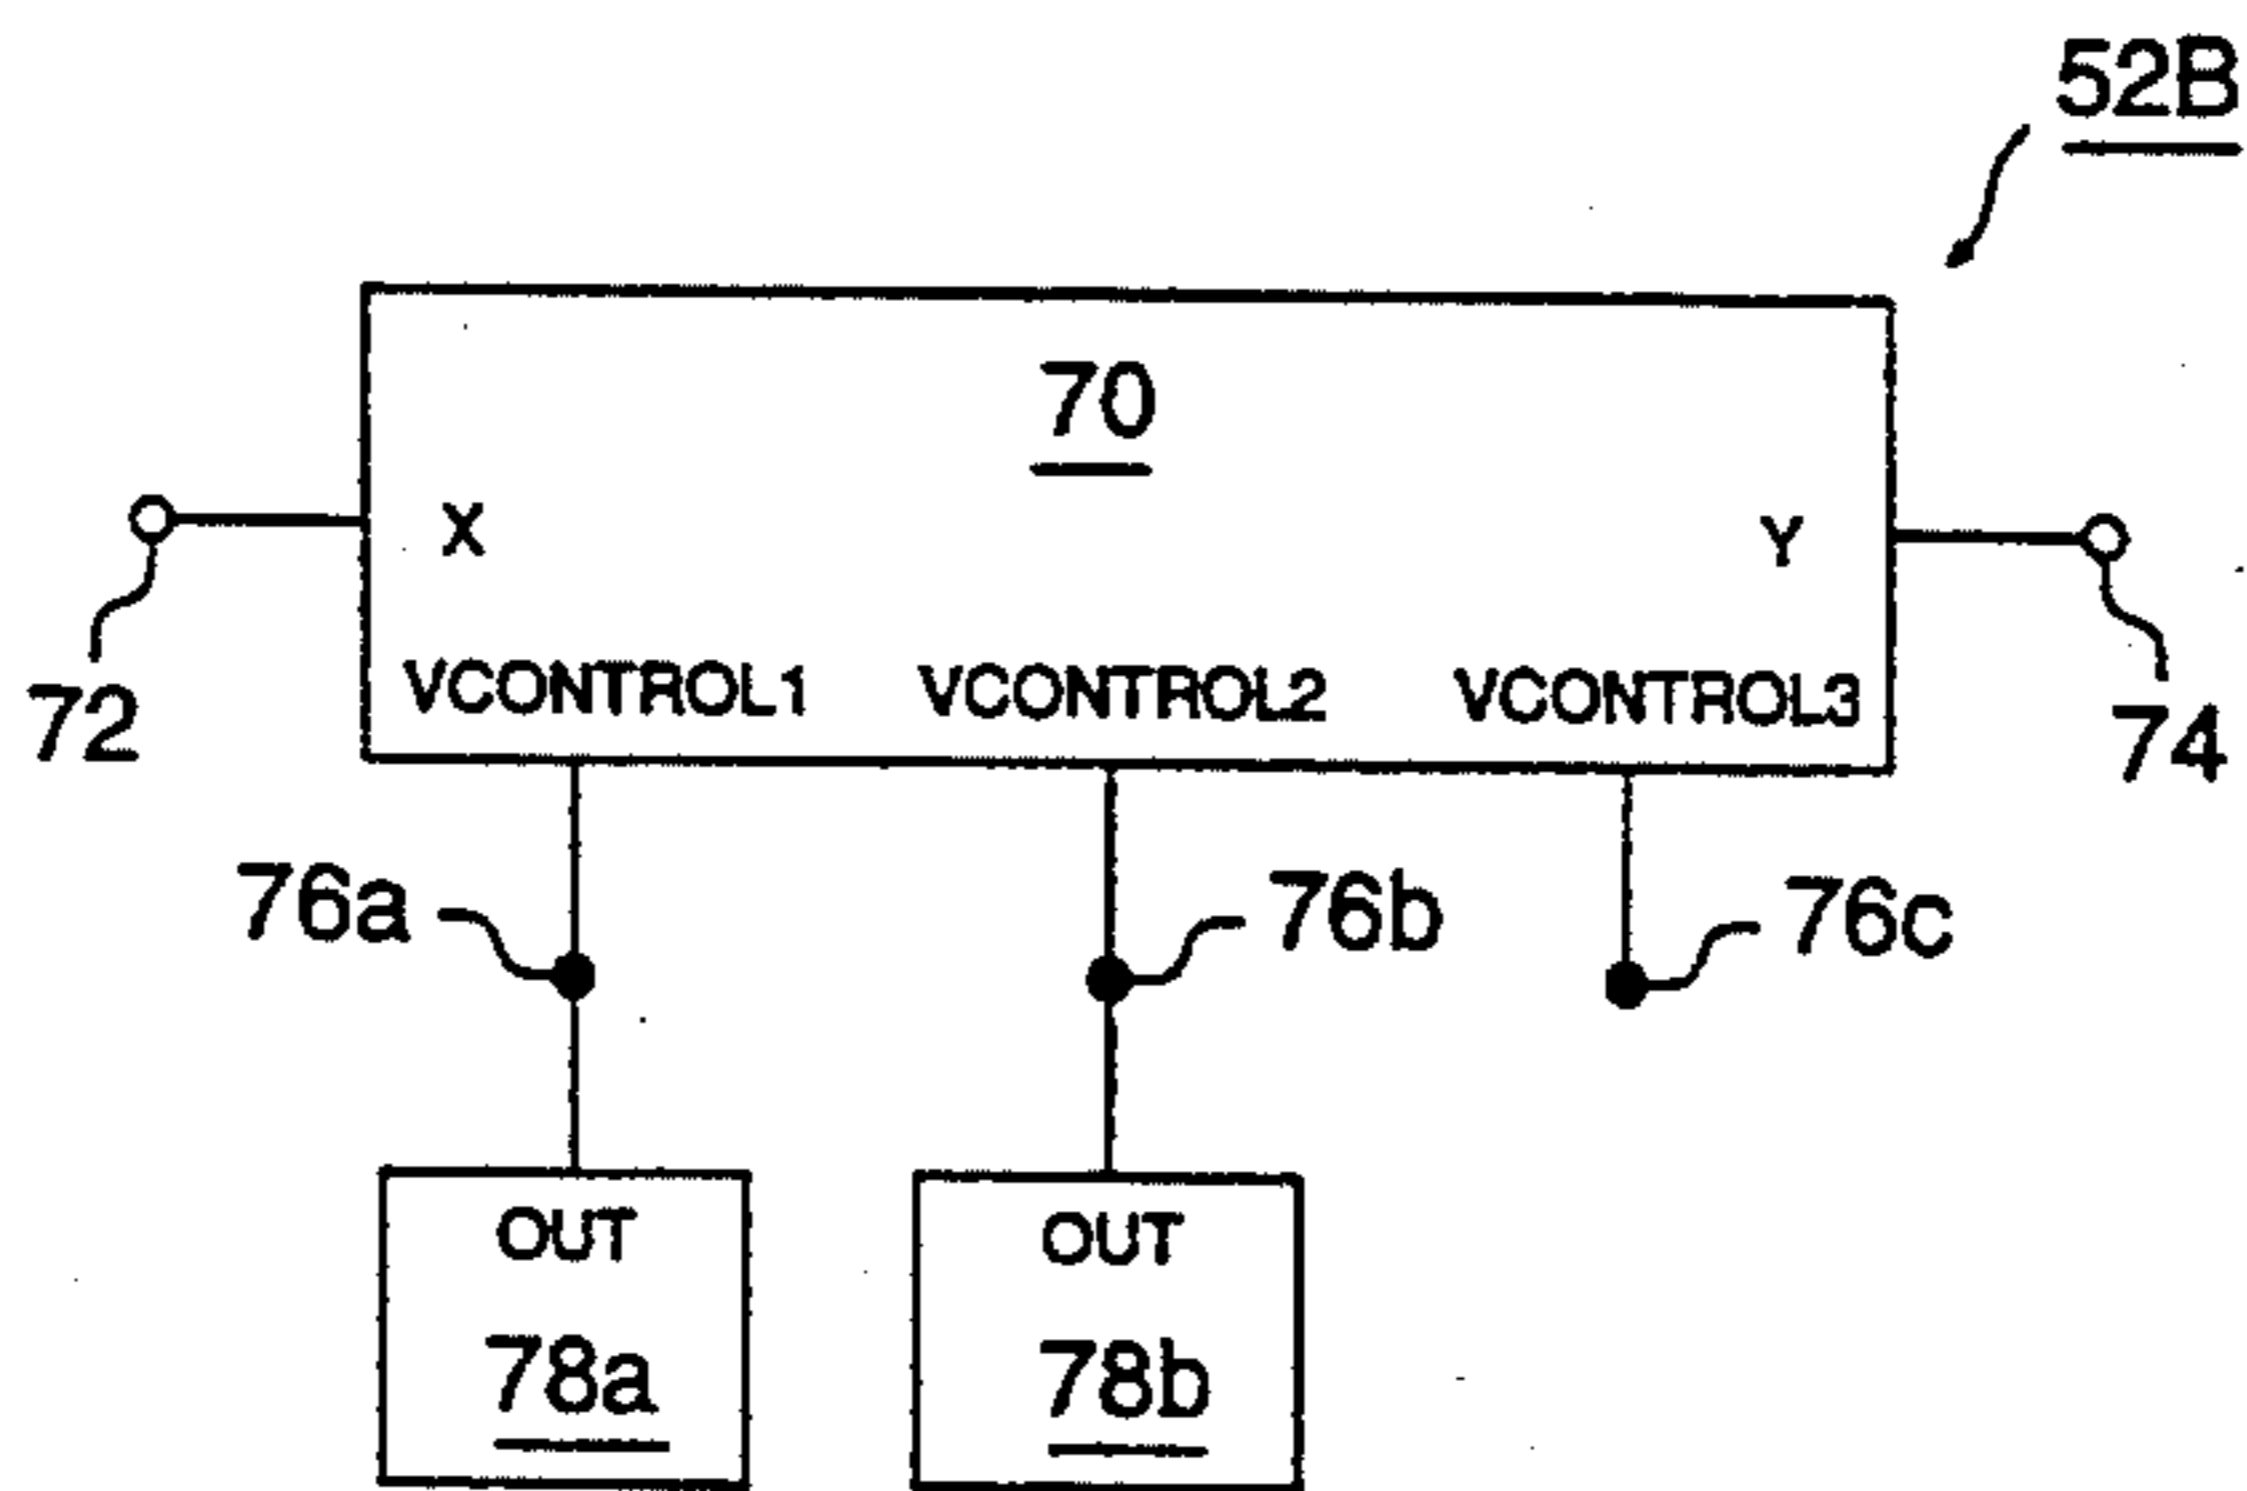 52B
70
X
Y
72
VCONTROL1 VCONTROL2 VCONTROL3
74
76a
76b
76c
OUT
OUT
78a
78b